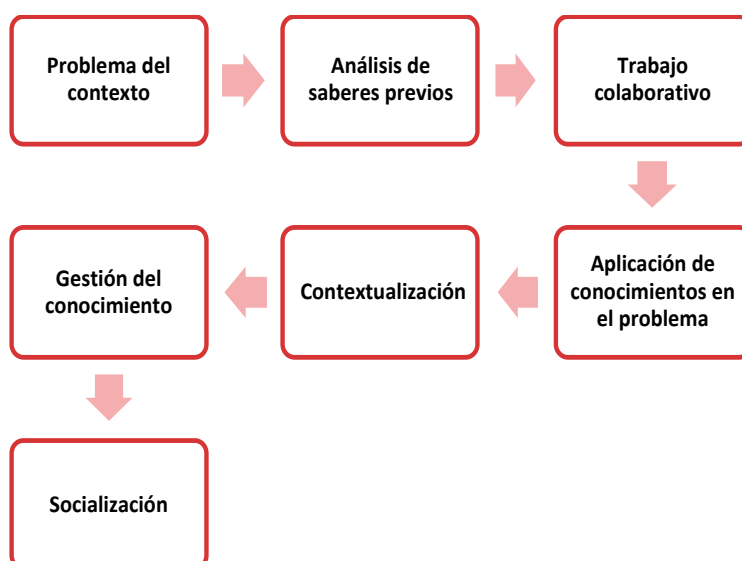 Problema del
contexto
Análisis de
saberes previos
Trabajo
colaborativo
Aplicación de
conocimientos en
el problema
Contextualización
Gestión del
conocimiento
Socialización